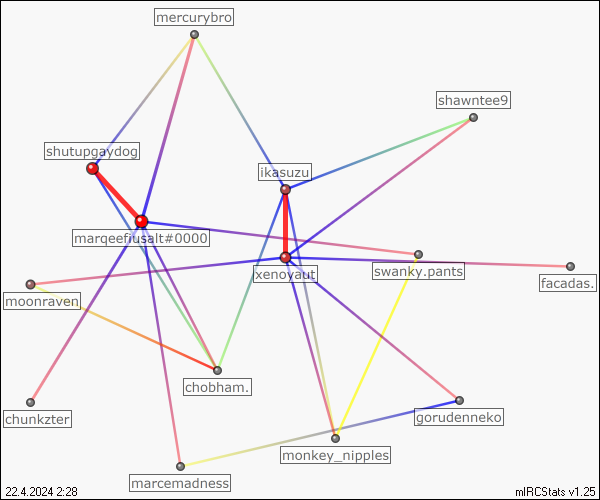 mercurybro
shawntee9
shutupgaydog
ikasuzu
marqeefiusalt#0000
swanky.pants
xenoyaut
facadas.
moonraven
chobham.
chunkzter
gorudenneko
monkey_nipples
marcemadness
22.4.2024 2:28
mIRCStats v1.25